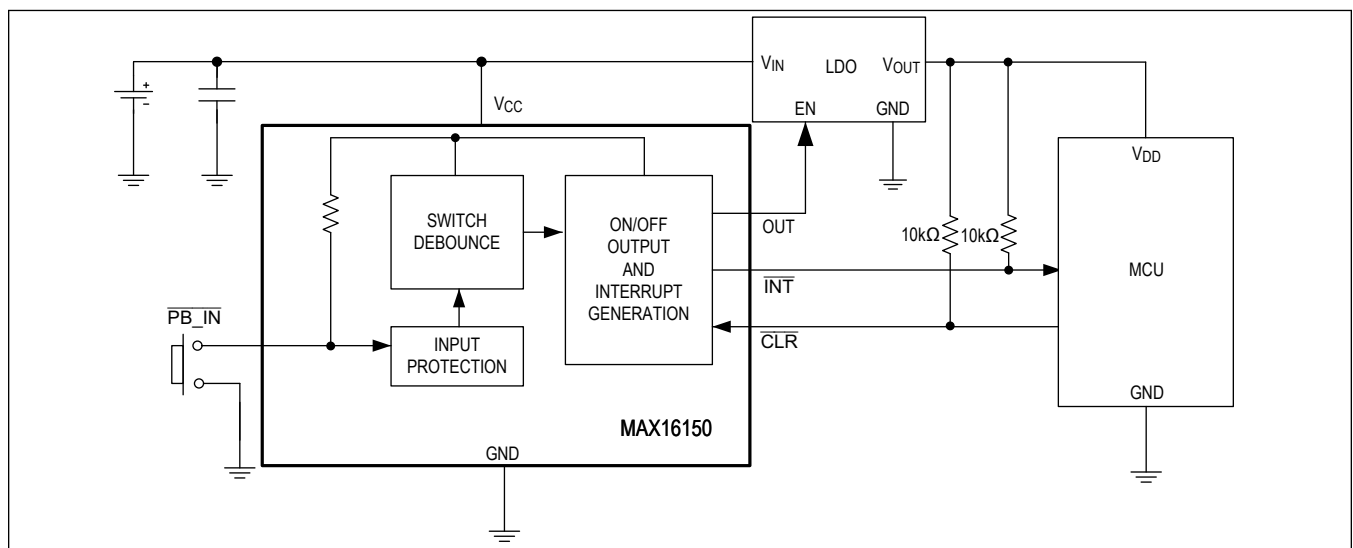 VIN
LDO
VOUT
EN
GND
+
-
VCC
VDD
SWITCH
DEBOUNCE
ON/OFF
OUTPUT
AND
INTERRUPT
GENERATION
OUT
10kΩ
10kΩ
MCU
INT
CLR
PB_IN
INPUT
PROTECTION
MAX16150
GND
GND